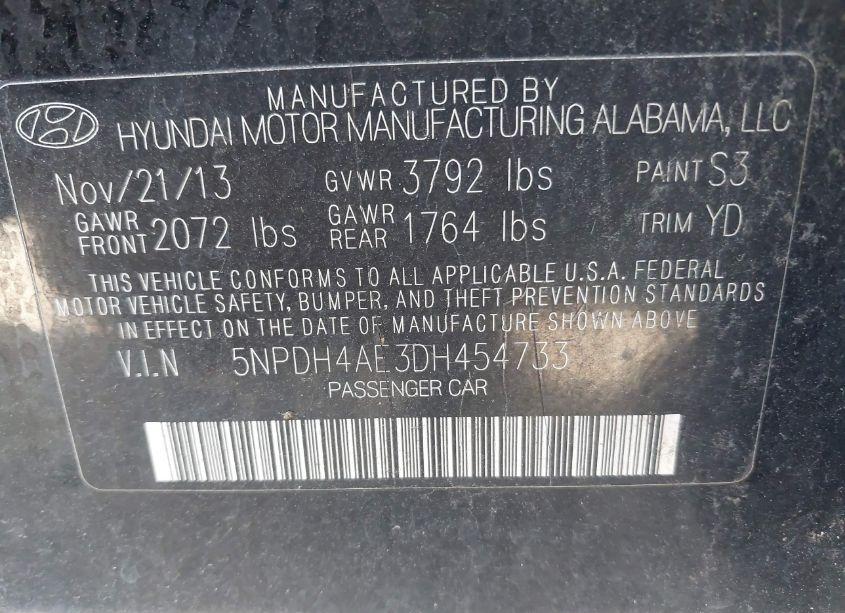 MANUFACTURED BY
HYUNDAI MOTOR MANUFACTURING ALABAMA, LLC
Nov/21/13 GVWR 3792 lbs PAINT S3
GAWR FRONT 2072 lbs GAWR REAR 1764 lbs TRIM YD
THIS VEHICLE CONFORMS TO ALL APPLICABLE U.S.A. FEDERAL
MOTOR VEHICLE SAFETY, BUMPER, AND THEFT PREVENTION STANDARDS
IN EFFECT ON THE DATE OF MANUFACTURE SHOWN ABOVE
V.I.N 5NPDH4AE3DH454733
PASSENGER CAR